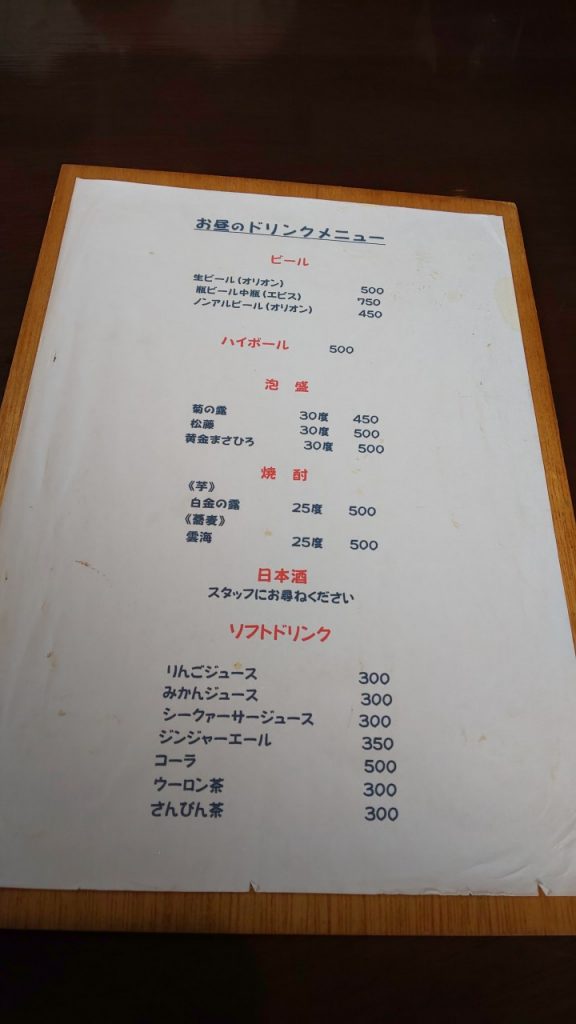 お昼のドリンクメニュー
ビール
生ビール(オリオン) 500
瓶ビール中瓶(エビス) 750
ノンアルビール(オリオン) 450
ハイボール 500
泡 盛
菊の露 30度 450
松藤 30度 500
黄金まさひろ 30度 500
焼 酎
《芋》
白金の露 25度 500
《蕎麦》
雲海 25度 500
日本酒
スタッフにお尋ねください
ソフトドリンク
りんごジュース 300
みかんジュース 300
シークァーサージュース 300
ジンジャーエール 350
コーラ 500
ウーロン茶 300
さんぴん茶 300